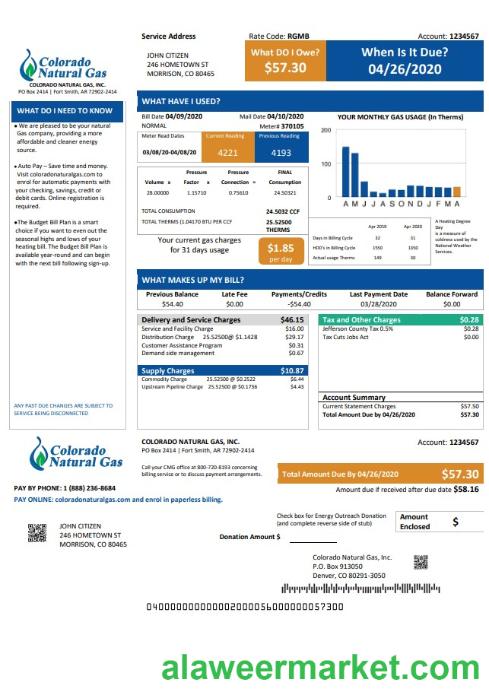 Service Address
Rate Code: RGMB
Account: 1234567
Colorado
Natural Gas
COLORADO NATURAL GAS, INC.
PO Box 2414 | Fort Smith, AR 72902-2414
JOHN CITIZEN
246 HOMETOWN ST
MORRISON, CO 80465
What DO I Owe?
$57.30
When Is It Due?
04/26/2020
WHAT DO I NEED TO KNOW
We are pleased to be your natural
Gas company, providing a more
affordable and cleaner energy
source.
Auto Pay – Save time and money.
Visit coloradonaturalgas.com to
enrol for automatic payments with
your checking, savings, credit or
debit cards. Online registration is
required.
The Budget Bill Plan is a smart
choice if you want to even out the
seasonal highs and lows of your
heating bill. The Budget Bill Plan is
available year-round and can begin
with the next bill following sign-up.
ANY PAST DUE CHARGES ARE SUBJECT TO
SERVICE BEING DISCONNECTED
WHAT HAVE I USED?
Bill Date 04/09/2020
Mail Date 04/10/2020
NORMAL
Meter# 370105
Meter Read Dates
Current Reading
Previous Reading
03/08/20-04/08/20
4221
4193
Pressure Pressure FINAL
Volume x Factor x Connection = Consumption
28.00000 1.15710 0.75631 24.50321
TOTAL CONSUMPTION 24.5032 CCF
TOTAL THERMS (1.04170 BTU PER CCF 25.52500
THERMS
Your current gas charges
for 31 days usage
$1.85
per day
YOUR MONTHLY GAS USAGE (In Therms)
200
100
0
A M J J A S O N D J F M A
Apr 2019 Apr 2020
Days in Billing Cycle 32 31
HDD's in Billing Cycle
Actual usage Therms
A Heating Degree
Day
is a measure of
coldness used by the
National Weather
Services.
WHAT MAKES UP MY BILL?
Previous Balance Late Fee Payments/Credits Last Payment Date Balance Forward
$54.40 $0.00 -$54.40 03/28/2020 $0.00
Delivery and Service Charges $46.15
Service and Facility Charge $16.00
Distribution Charge 25.52500@ $1.1428 $29.17
Customer Assistance Program $0.31
Demand side management $0.67
Supply Charges $10.87
Commodity Charge 25.52500@ $0.2522 $6.44
Upstream Pipeline Charge 25.52500 @ $0.1736 $4.43
Tax and Other Charges $0.28
Jefferson County Tax 0.5% $0.28
Tax Cuts Jobs Act $0.00
Account Summary
Current Statement Charges $57.50
Total Amount Due by 04/26/2020 $57.30
Colorado
Natural Gas
COLORADO NATURAL GAS, INC.
PO Box 2414 | Fort Smith, AR 72902-2414
Account: 1234567
Call your CMG office at 800-720-8193 concerning
billing service or to discuss payment arrangement.
Total Amount Due By 04/26/2020 $57.30
Amount due if received after due date $58.16
PAY BY PHONE: 1 (888) 236-8684
PAY ONLINE: coloradonaturalgas.com and enrol in paperless billing.
Check box for Energy Outreach Donation
(and complete reverse side of stub)
Amount
Enclosed
$
JOHN CITIZEN
246 HOMETOWN ST
MORRISON, CO 80465
Donation Amount $
Colorado Natural Gas, Inc.
P.O. Box 913050
Denver, CO 80291-3050
alaweermarket.com